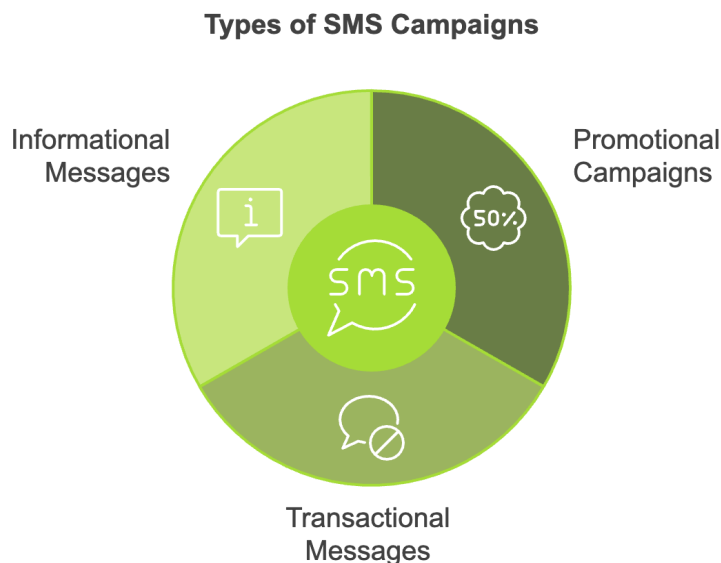 Types of SMS Campaigns
Informational
Messages
Promotional
Campaigns
i
50%
SMS
Transactional
Messages